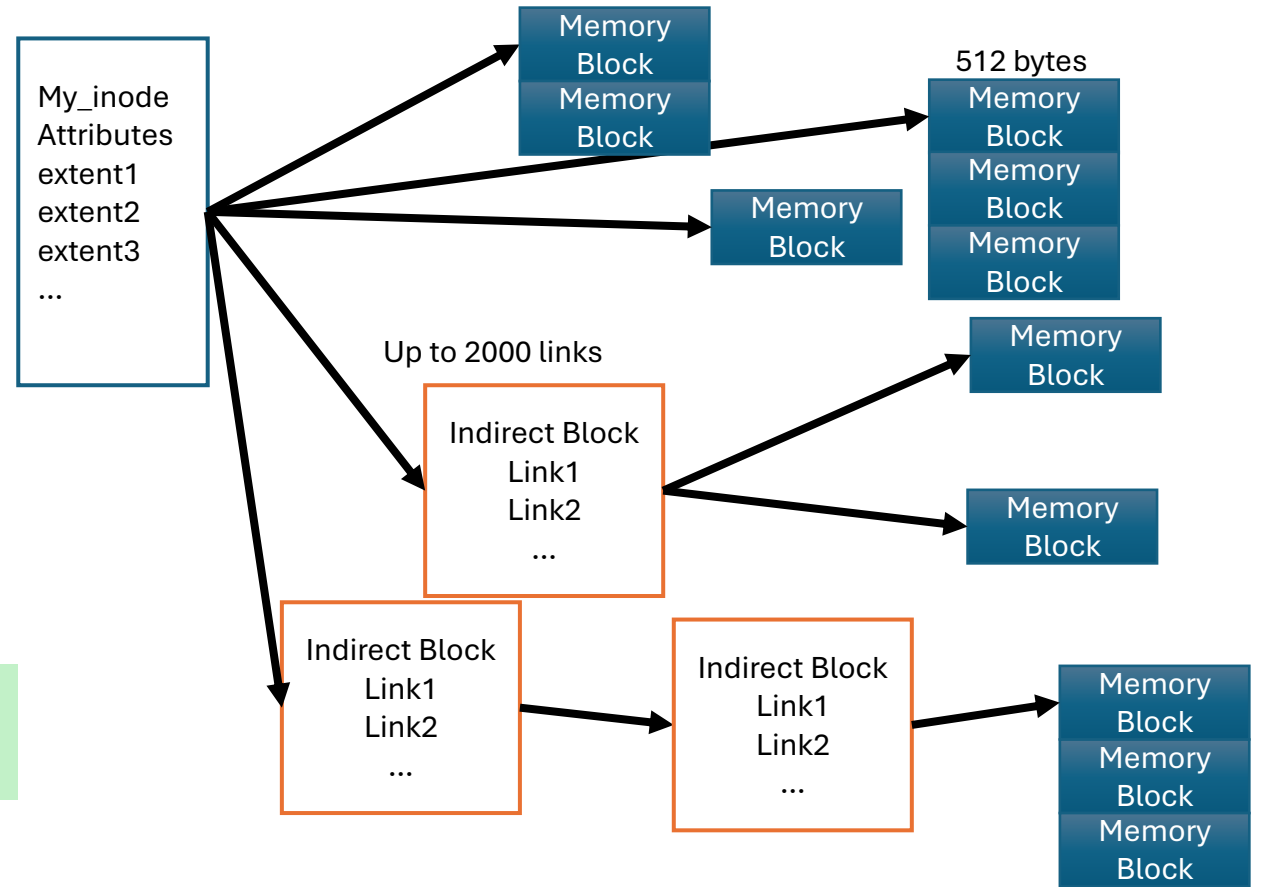 My_inode
Attributes
extent1
extent2
extent3
...
Memory
Block
Memory
Block
512 bytes
Memory
Block
Memory
Block
Memory
Block
Memory
Block
Up to 2000 links
Indirect Block
Link1
Link2
...
Memory
Block
Memory
Block
Indirect Block
Link1
Link2
...
Indirect Block
Link1
Link2
...
Memory
Block
Memory
Block
Memory
Block